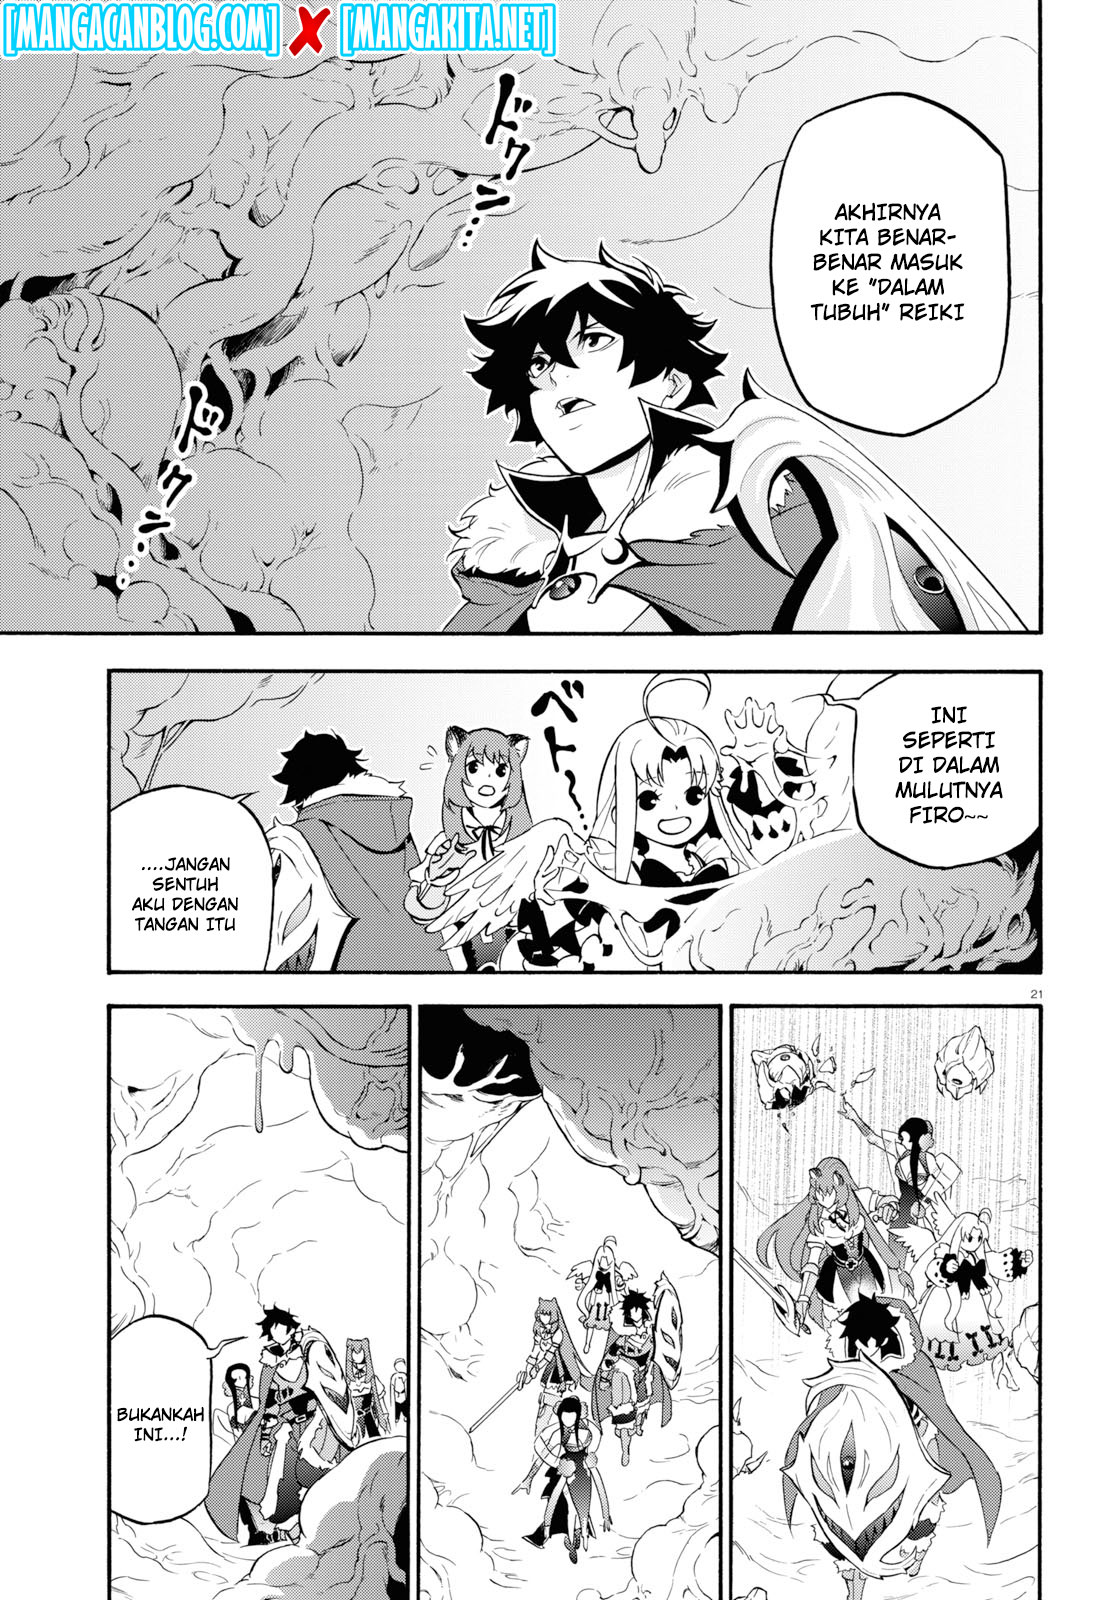 [MANGACANBLOG.COM] X [MANGAKITA.NET]
AKHIRNYA
KITA BENAR-
BENAR MASUK
KE "DALAM
TUBUH" REIKI
ドクン…
ドクン…
INI
SEPERTI
DI DALAM
MULUTNYA
FIRO~~
ベト〜…
....JANGAN
SENTUH
AKU DENGAN
TANGAN ITU
21
BUKANKAH
INI...!